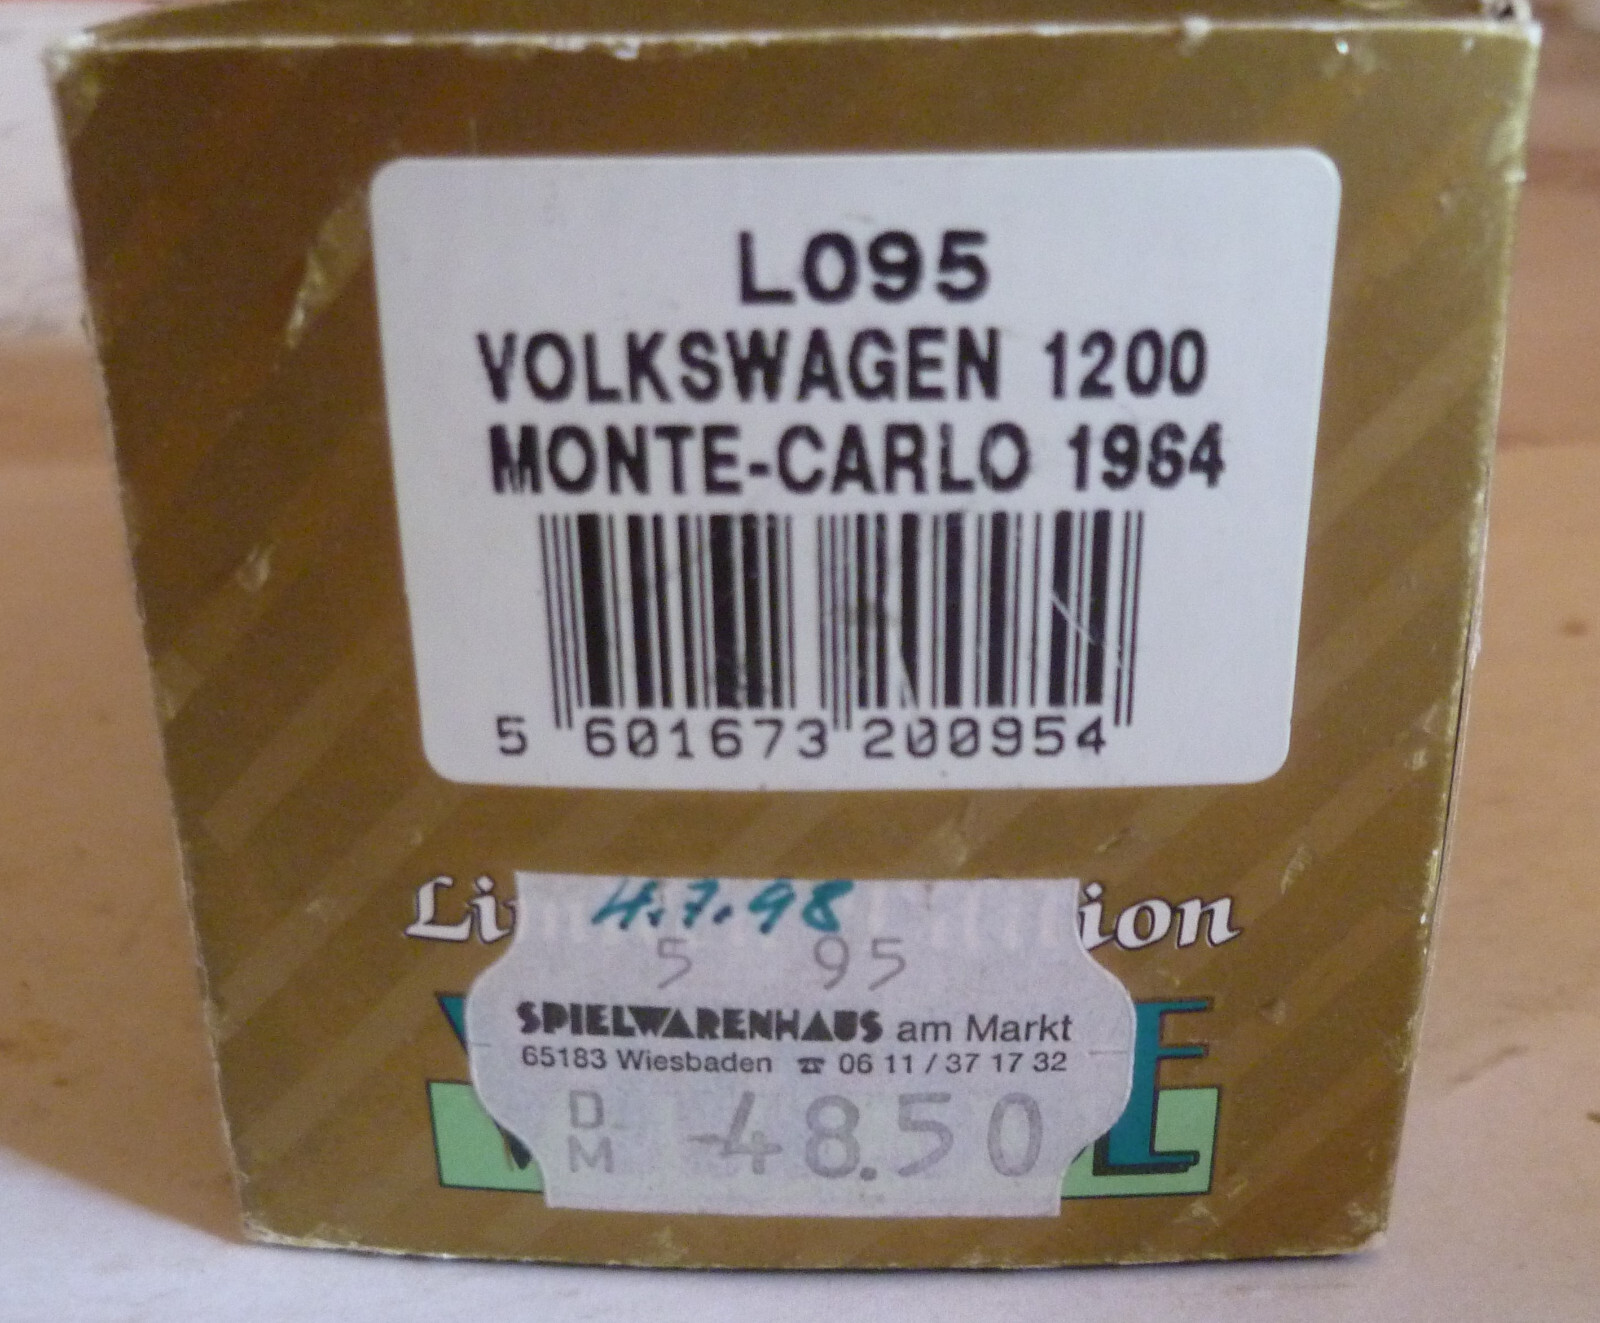 L095
VOLKSWAGEN 1200
MONTE-CARLO 1964
5 601673 200954
4.7.98
5 95
SPIELWARENHAUS am Markt
65183 Wiesbaden ☎ 06 11 / 37 17 32
DM 48.50